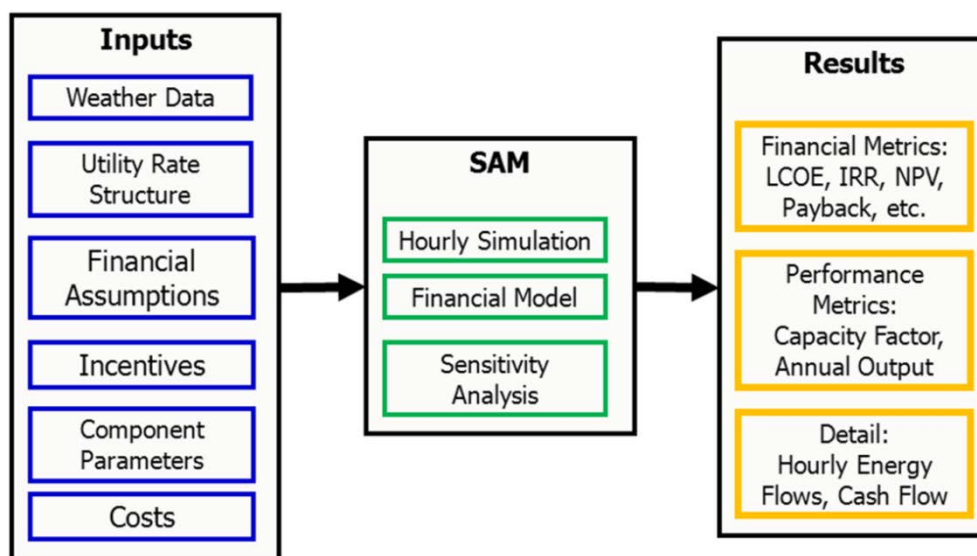 Inputs
Weather Data
Utility Rate
Structure
Financial
Assumptions
Incentives
Component
Parameters
Costs
SAM
Hourly Simulation
Financial Model
Sensitivity
Analysis
Results
Financial Metrics:
LCOE, IRR, NPV,
Payback, etc.
Performance
Metrics:
Capacity Factor,
Annual Output
Detail:
Hourly Energy
Flows, Cash Flow